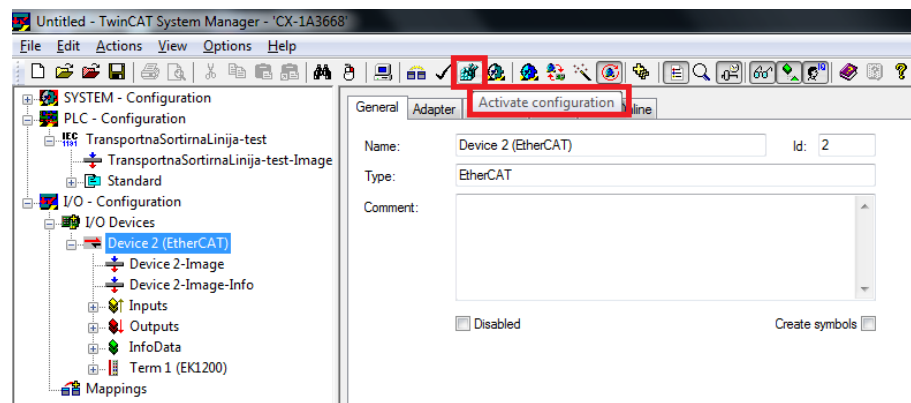 Untitled - TwinCAT System Manager - 'CX-1A3668'
File Edit Actions View Options Help
SYSTEM - Configuration
PLC - Configuration
TransportnaSortirnaLinija-test
TransportnaSortirnaLinija-test-Image
Standard
I/O - Configuration
I/O Devices
Device 2 (EtherCAT)
Device 2-Image
Device 2-Image-Info
Inputs
Outputs
InfoData
Term 1 (EK1200)
Mappings
Activate configuration
General Adapter
Name: Device 2 (EtherCAT) Id: 2
Type: EtherCAT
Comment:
Disabled Create symbols